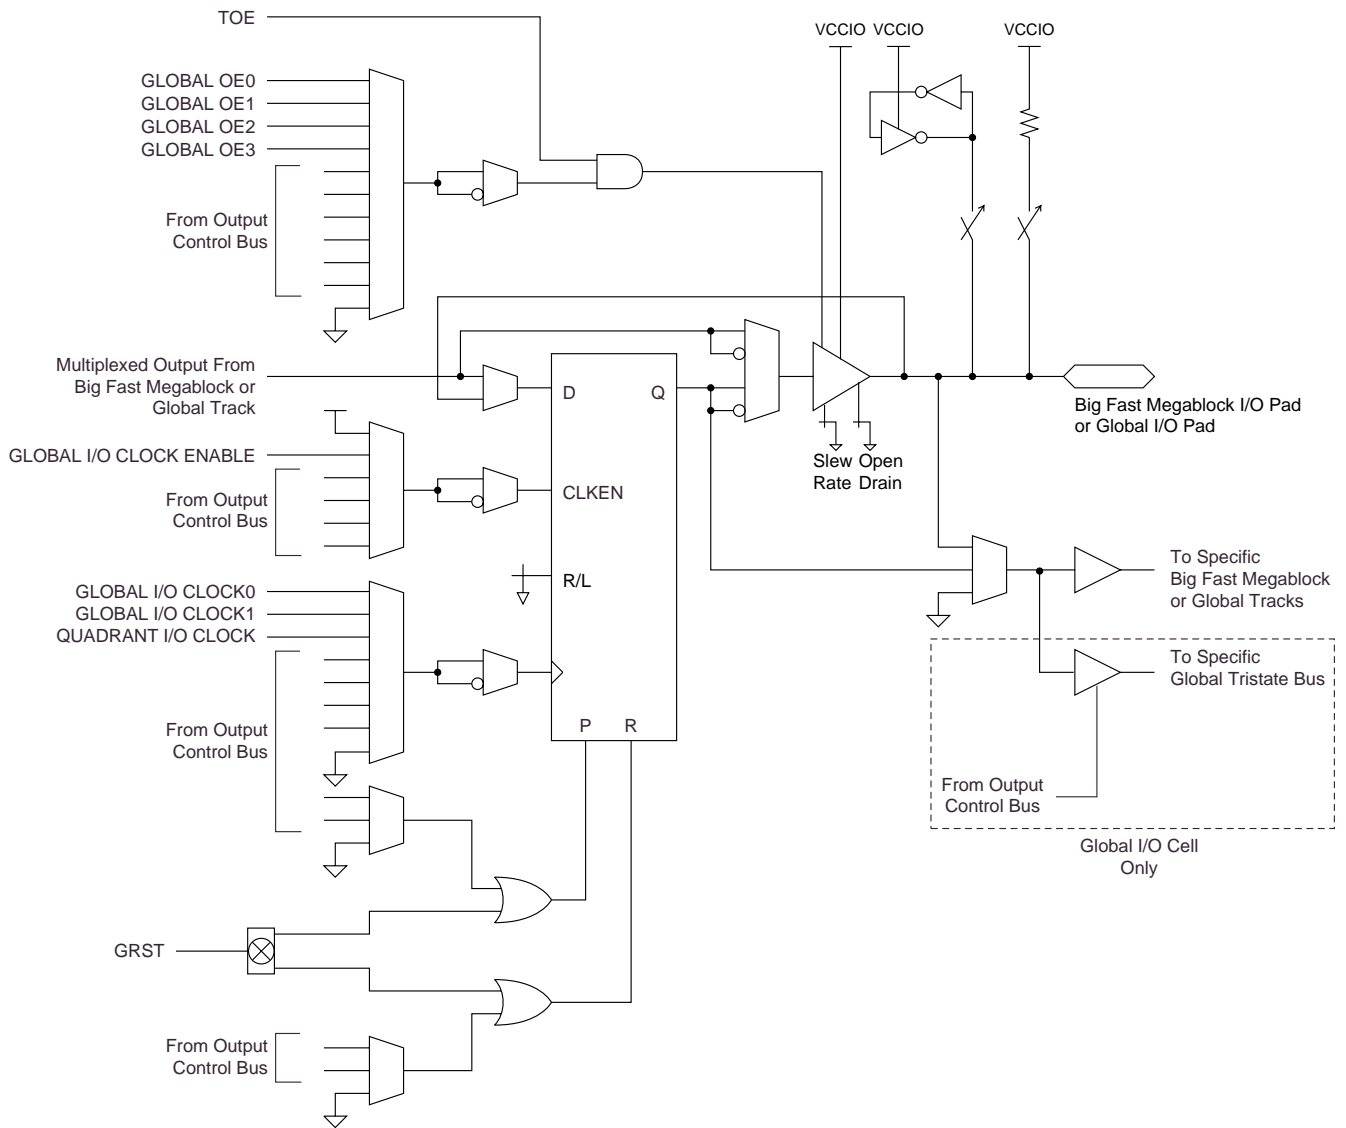 TOE
VCCIO VCCIO VCCIO
GLOBAL OE0
GLOBAL OE1
GLOBAL OE2
GLOBAL OE3
From Output
Control Bus
Multiplexed Output From
Big Fast Megablock or
Global Track
D
Q
Big Fast Megablock I/O Pad
or Global I/O Pad
Slew Open
Rate Drain
GLOBAL I/O CLOCK ENABLE
From Output
Control Bus
CLKEN
R/L
To Specific
Big Fast Megablock
or Global Tracks
GLOBAL I/O CLOCK0
GLOBAL I/O CLOCK1
QUADRANT I/O CLOCK
From Output
Control Bus
P R
To Specific
Global Tristate Bus
From Output
Control Bus
Global I/O Cell
Only
GRST
From Output
Control Bus